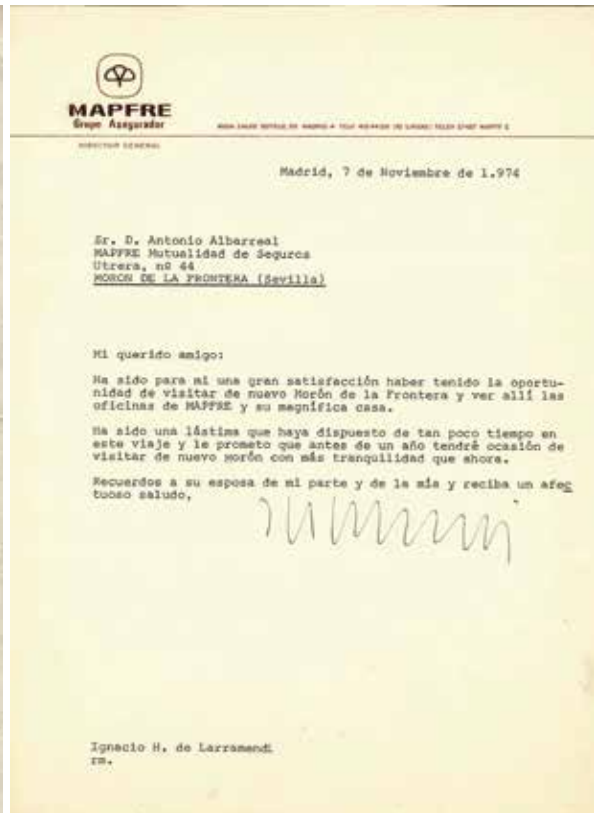 MAPFRE
Grupo Asegurador
DIRECTOR GENERAL
Madrid, 7 de Noviembre de 1.974
Sr. D. Antonio Albarreal
MAPFRE Mutualidad de Seguros
Utrera, nº 44
MORON DE LA FRONTERA (Sevilla)
Mi querido amigo:
Ha sido para mi una gran satisfacción haber tenido la oportu-
nidad de visitar de nuevo Morón de la Frontera y ver allí las
oficinas de MAPFRE y su magnífica casa.
Ha sido una lástima que haya dispuesto de tan poco tiempo en
este viaje y le prometo que antes de un año tendré ocasión de
visitar de nuevo Morón con más tranquilidad que ahora.
Recuerdos a su esposa de mi parte y de la mía y reciba un afec
tuoso saludo,
Ignacio H. de Larramendi
rm.